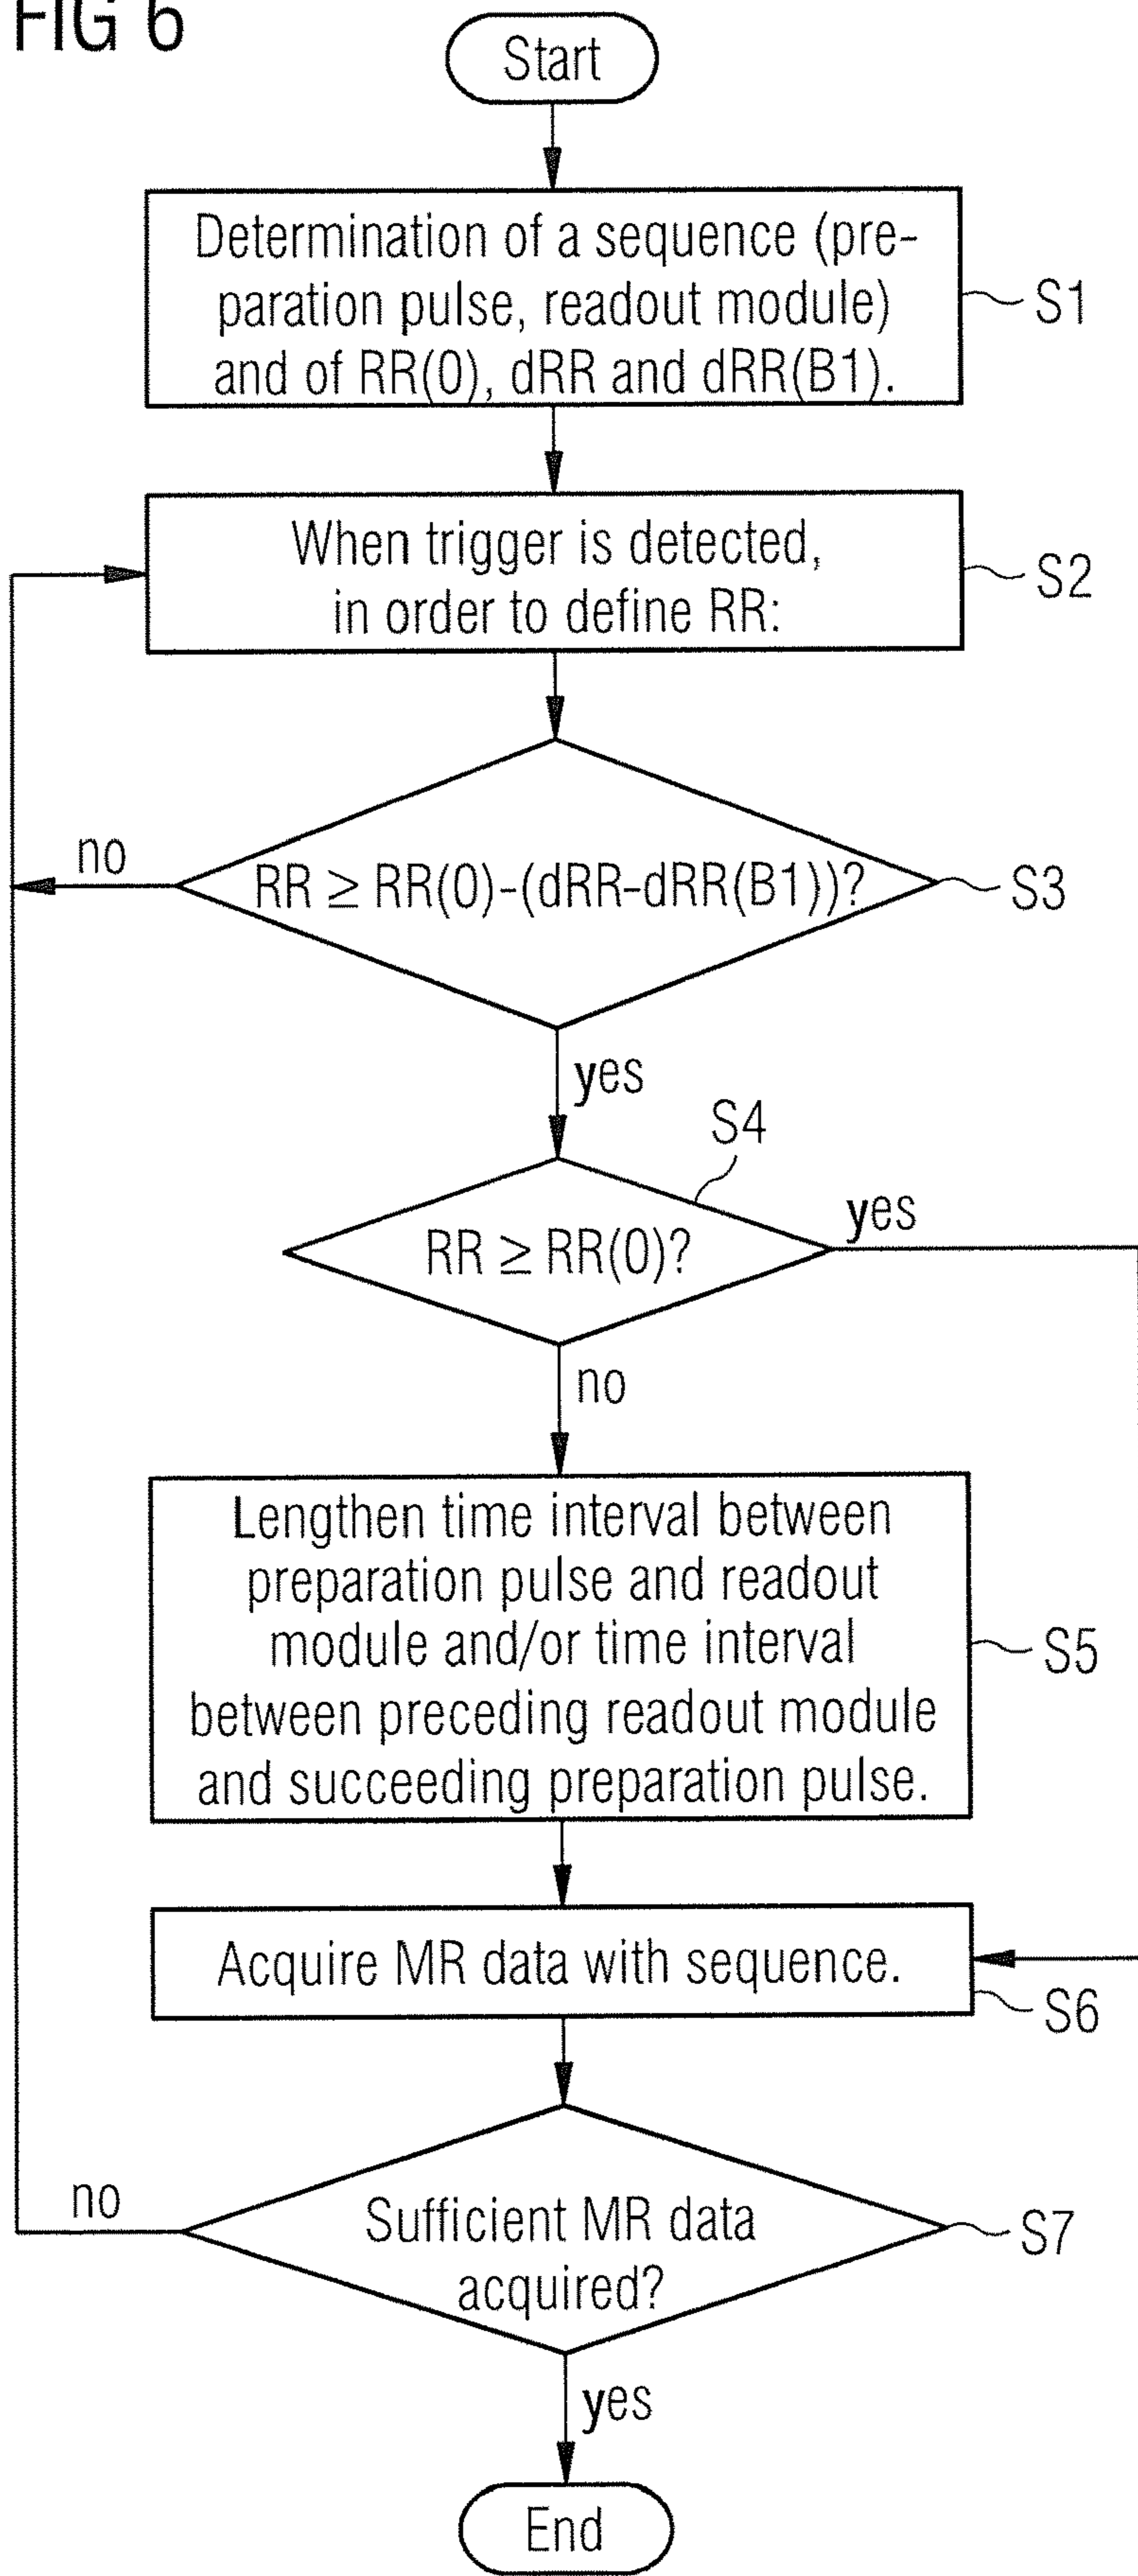 FIG 6
Start
Determination of a sequence (pre-
paration pulse, readout module)
and of RR(0), dRR and dRR(B1).
S1
When trigger is detected,
in order to define RR:
S2
no
RR ≥ RR(0)-(dRR-dRR(B1))?
S3
yes
S4
RR ≥ RR(0)?
yes
no
Lengthen time interval between
preparation pulse and readout
module and/or time interval
between preceding readout module
and succeeding preparation pulse.
S5
Acquire MR data with sequence.
S6
no
Sufficient MR data
acquired?
S7
yes
End